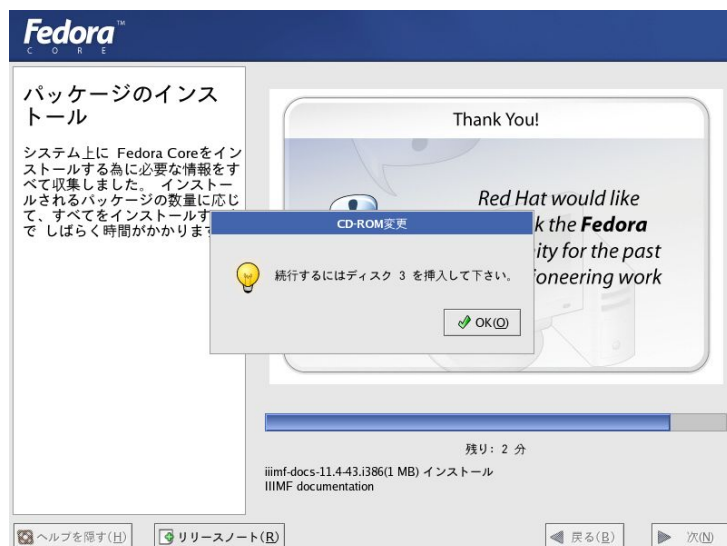 Fedora™
CORE
パッケージのインス
トール
システム上に Fedora Coreをイン
ストールする為に必要な情報をす
べて収集しました。 インストー
ルされるパッケージの数量に応じ
て、すべてをインストールす
で しばらく時間がかかりま
Thank You!
Red Hat would like
k the Fedora
ity for the past
oneering work
CD-ROM変更
続行するにはディスク 3 を挿入して下さい。
OK(O)
残り: 2 分
iiimf-docs-11.4-43.i386(1 MB) インストール
IIIMF documentation
ヘルプを隠す(H)
リリースノート(R)
戻る(B)
次(N)